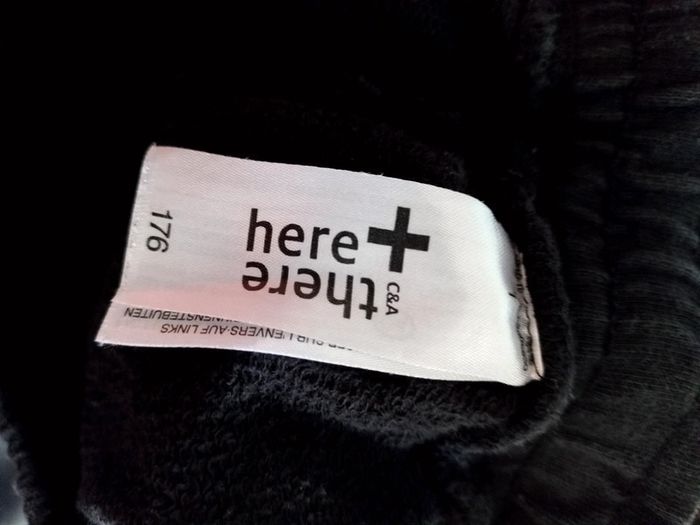 176
here+
there
C&A
L'ENVERS-AUF LINKS